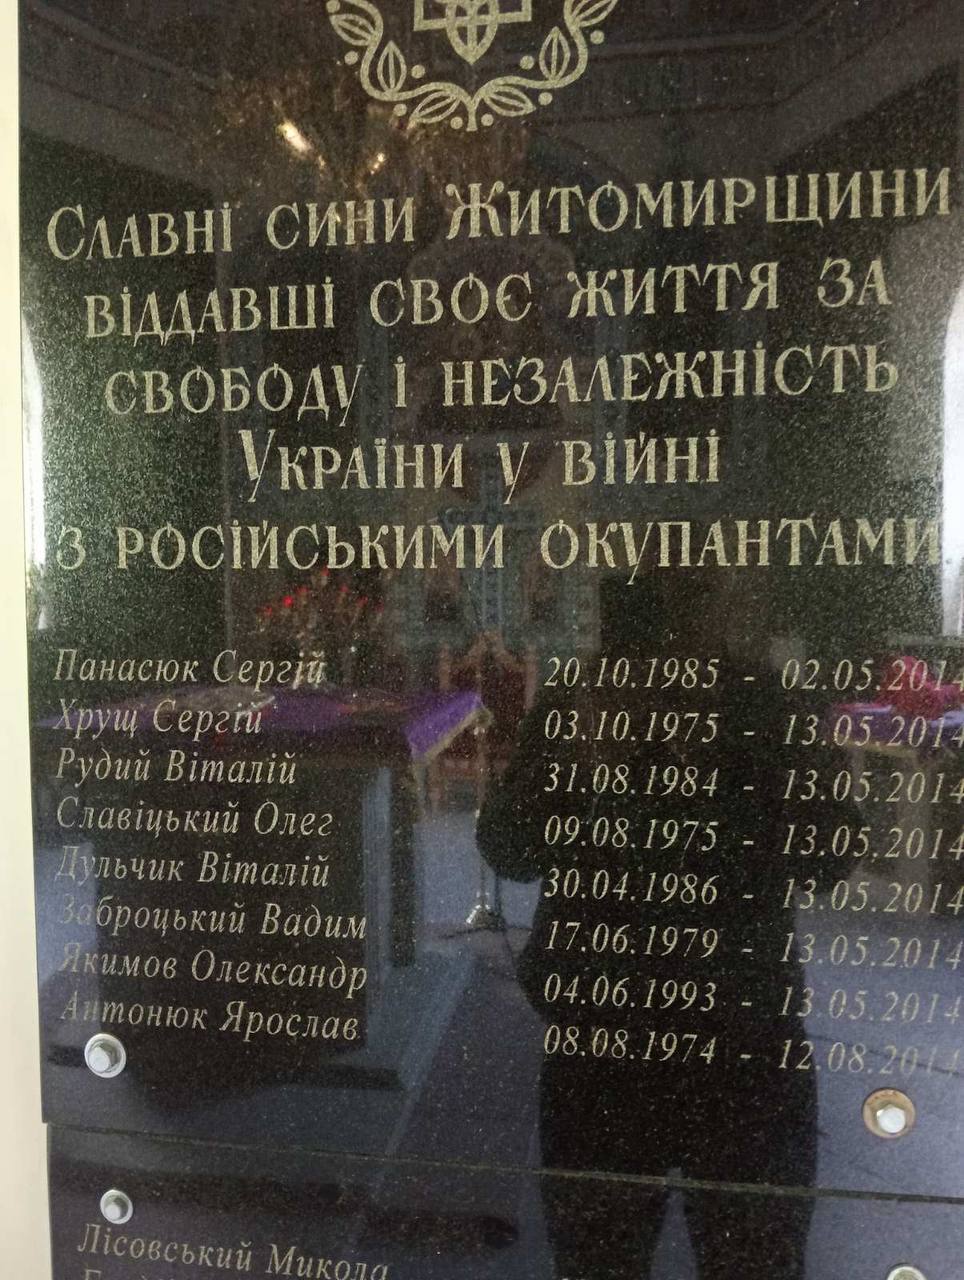 Славні сини Житомирщини
віддавші своє життя за
свободу і незалежність
України у війні
з російськими окупантами
Панасюк Сергій 20.10.1985 - 02.05.2014
Хрущ Сергій 03.10.1975 - 13.05.2014
Рудий Віталій 31.08.1984 - 13.05.2014
Славіцький Олег 09.08.1975 - 13.05.2014
Дульчик Віталій 30.04.1986 - 13.05.2014
Заброцький Вадим 17.06.1979 - 13.05.2014
Якимов Олександр 04.06.1993 - 13.05.2014
Антонюк Ярослав 08.08.1974 - 12.08.2014
Лісовський Микола